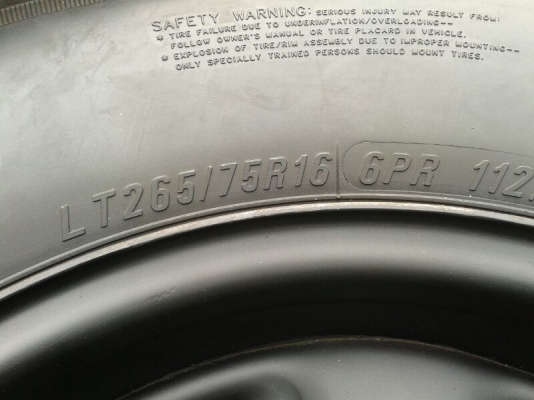 SAFETY WARNING: SERIOUS INJURY MAY RESULT FROM:
* TIRE FAILURE DUE TO UNDERINFLATION/OVERLOADING--
FOLLOW OWNER'S MANUAL OR TIRE PLACARD IN VEHICLE.
* EXPLOSION OF TIRE/RIM ASSEMBLY DUE TO IMPROPER MOUNTING--
ONLY SPECIALLY TRAINED PERSONS SHOULD MOUNT TIRES.
LT265/75R16 6PR 112/